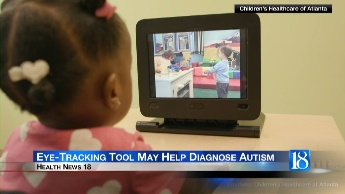 Children's Healthcare of Atlanta
EYE-TRACKING TOOL MAY HELP DIAGNOSE AUTISM
HEALTH NEWS 18
18